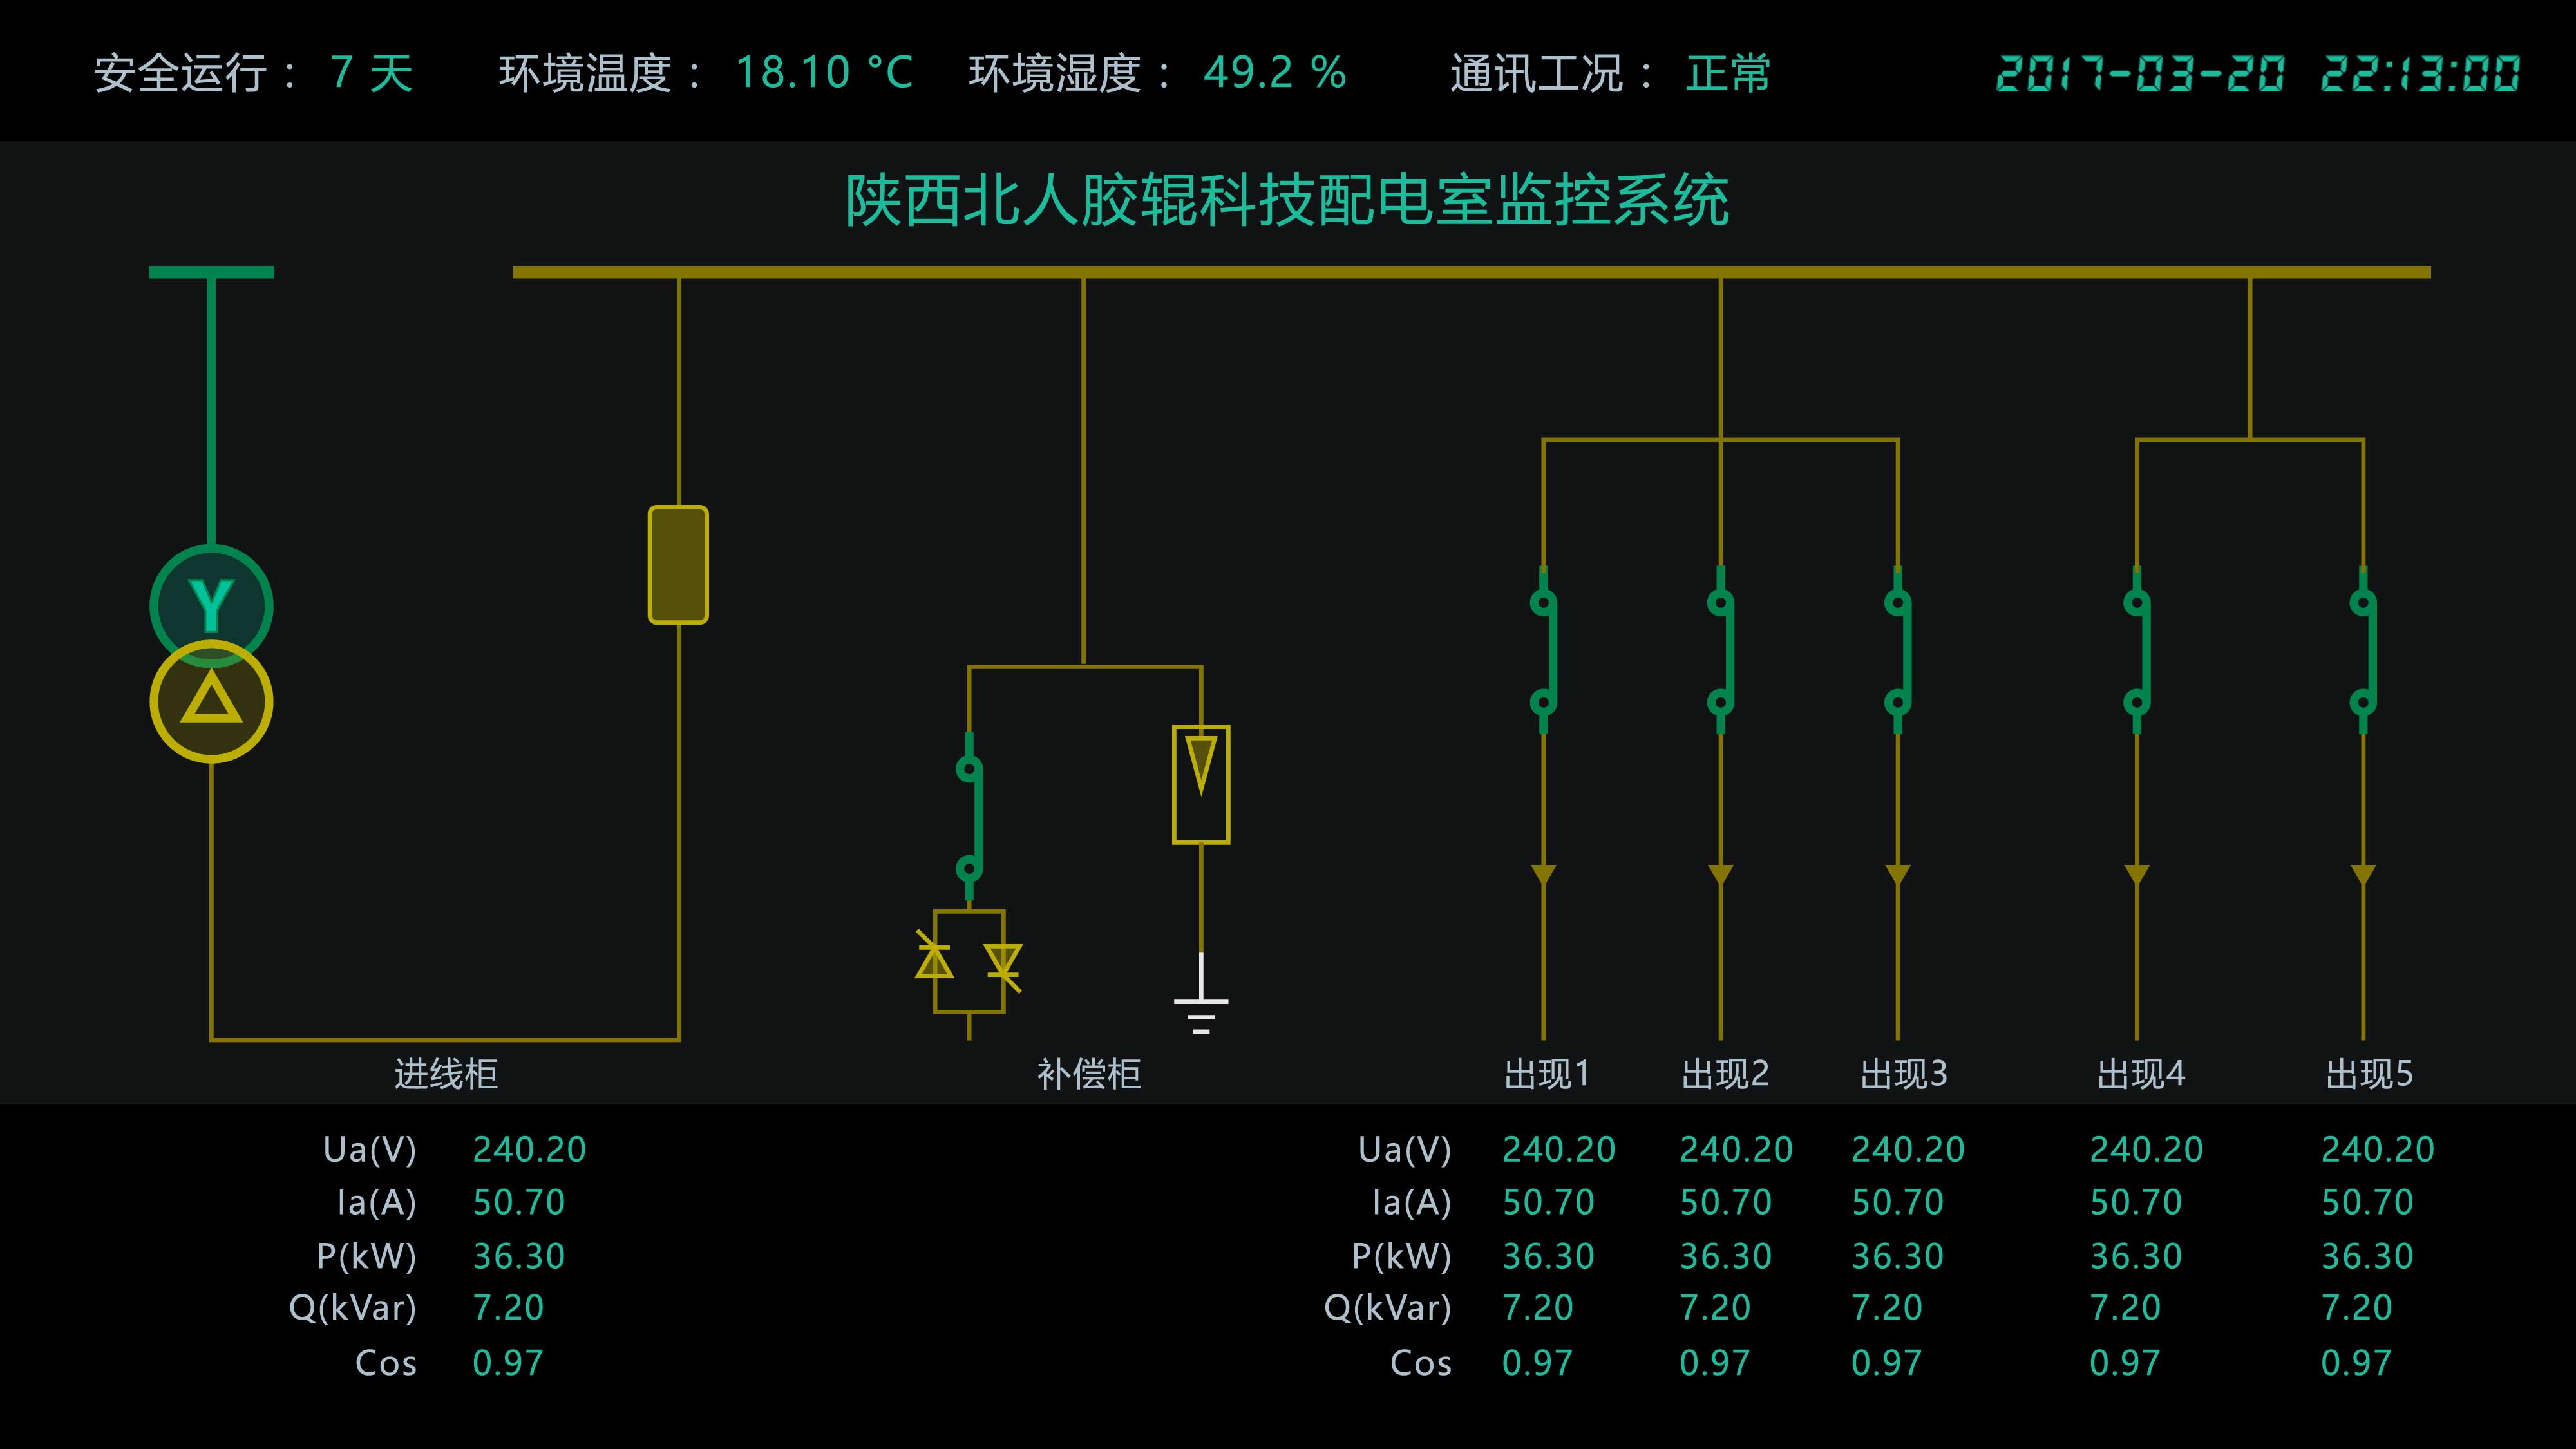 安全运行： 7 天 环境温度： 18.10 °C 环境湿度： 49.2 % 通讯工况： 正常 2017-03-20 22:13:00
陕西北人胶辊科技配电室监控系统
Y
进线柜 补偿柜 出现1 出现2 出现3 出现4 出现5
Ua(V) 240.20 Ua(V) 240.20 240.20 240.20 240.20 240.20
Ia(A) 50.70 Ia(A) 50.70 50.70 50.70 50.70 50.70
P(kW) 36.30 P(kW) 36.30 36.30 36.30 36.30 36.30
Q(kVar) 7.20 Q(kVar) 7.20 7.20 7.20 7.20 7.20
Cos 0.97 Cos 0.97 0.97 0.97 0.97 0.97